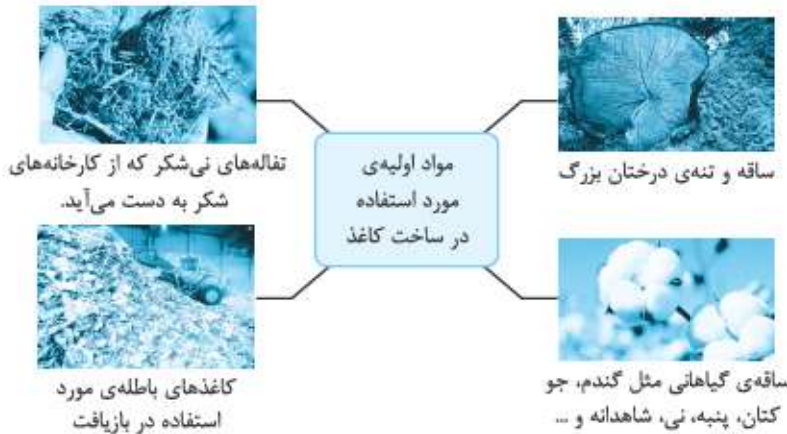 مواد اولیه‌ی
مورد استفاده
در ساخت کاغذ
ساقه و تنه‌ی درختان بزرگ
تفاله‌های نی‌شکر که از کارخانه‌های
شکر به دست می‌آید.
ساقه‌ی گیاهانی مثل گندم، جو
کتان، پنبه، نی، شاهدانه و ...
کاغذهای باطله‌ی مورد
استفاده در بازیافت